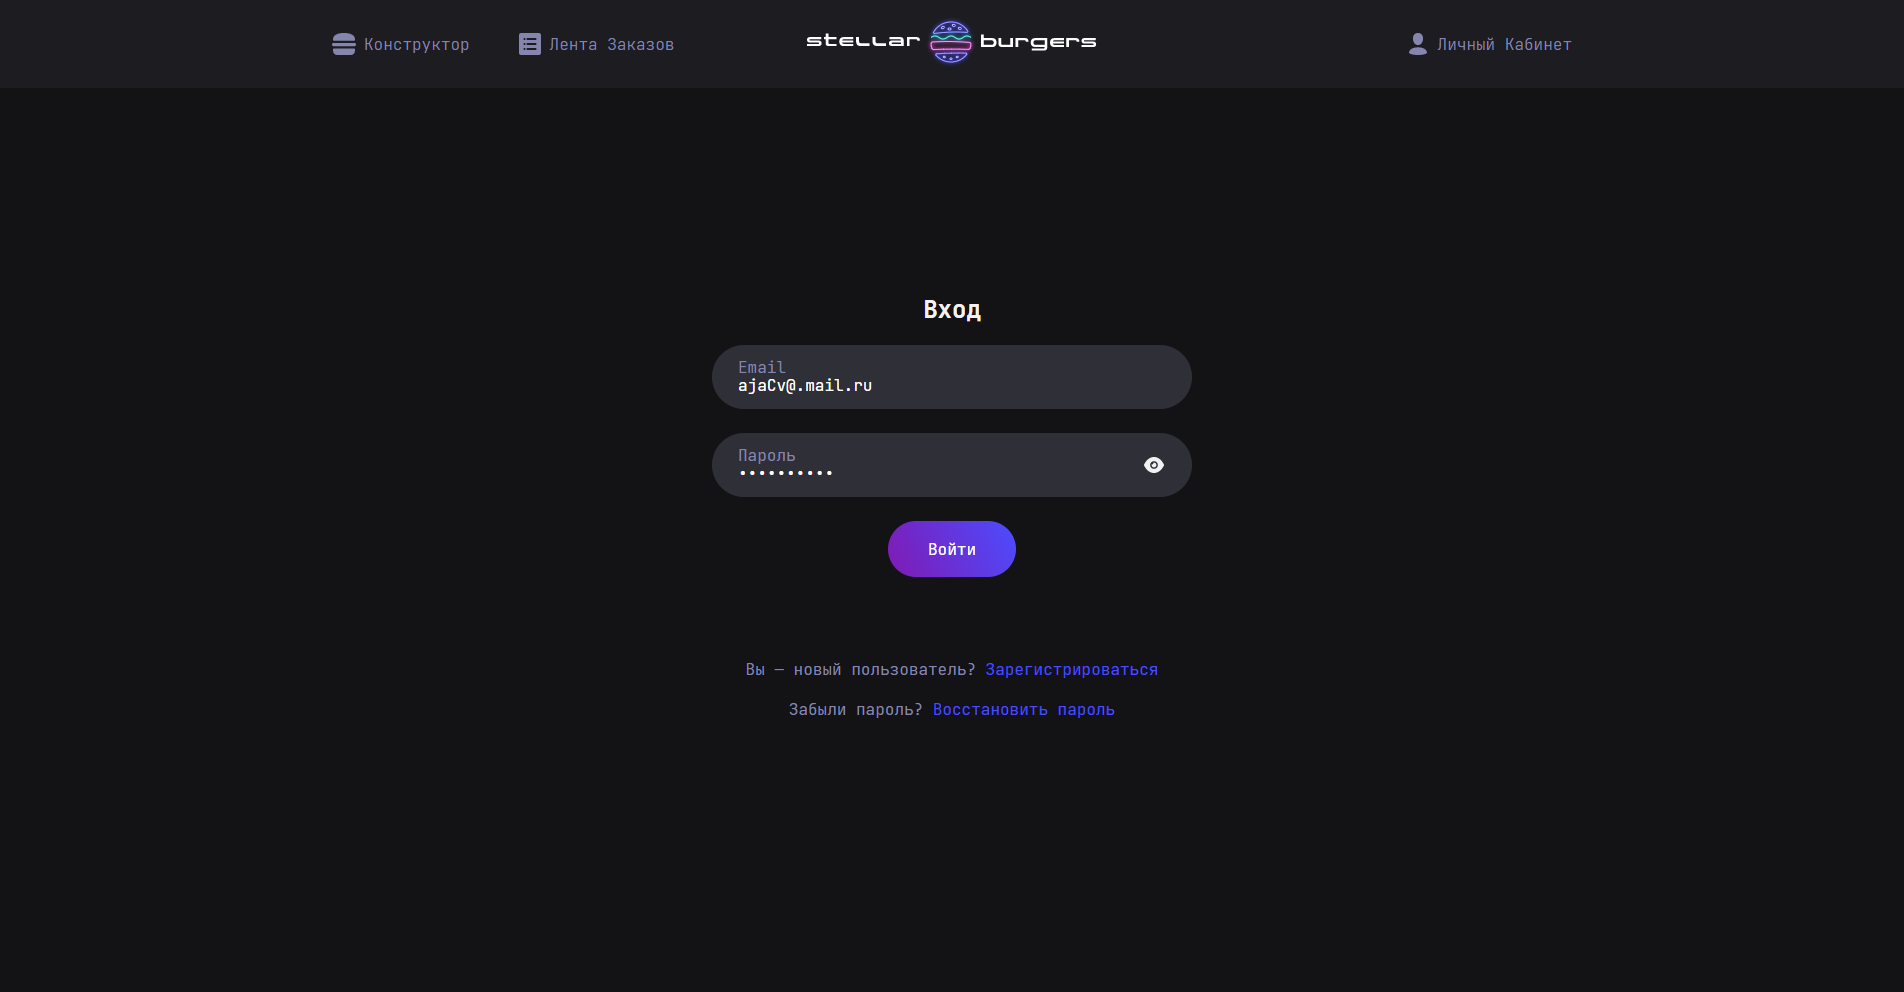 Конструктор
Лента Заказов
stellar burgers
Личный Кабинет
Вход
Email
ajaCv@.mail.ru
Пароль
••••••••••
Войти
Вы — новый пользователь? Зарегистрироваться
Забыли пароль? Восстановить пароль